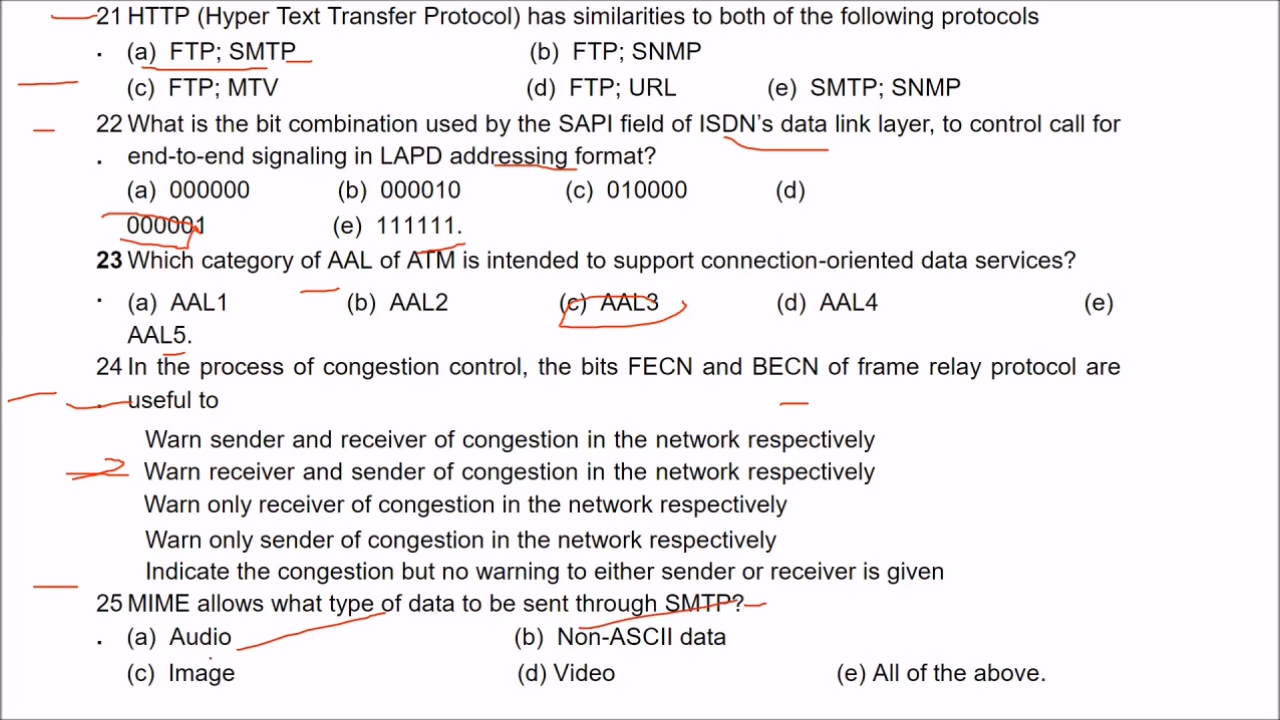 21 HTTP (Hyper Text Transfer Protocol) has similarities to both of the following protocols
. (a) FTP; SMTP (b) FTP; SNMP
(c) FTP; MTV (d) FTP; URL (e) SMTP; SNMP
22 What is the bit combination used by the SAPI field of ISDN's data link layer, to control call for
. end-to-end signaling in LAPD addressing format?
(a) 000000 (b) 000010 (c) 010000 (d)
000001 (e) 111111.
23 Which category of AAL of ATM is intended to support connection-oriented data services?
. (a) AAL1 (b) AAL2 (c) AAL3 (d) AAL4 (e)
AAL5.
24 In the process of congestion control, the bits FECN and BECN of frame relay protocol are
. useful to
Warn sender and receiver of congestion in the network respectively
Warn receiver and sender of congestion in the network respectively
Warn only receiver of congestion in the network respectively
Warn only sender of congestion in the network respectively
Indicate the congestion but no warning to either sender or receiver is given
25 MIME allows what type of data to be sent through SMTP?
. (a) Audio (b) Non-ASCII data
(c) Image (d) Video (e) All of the above.